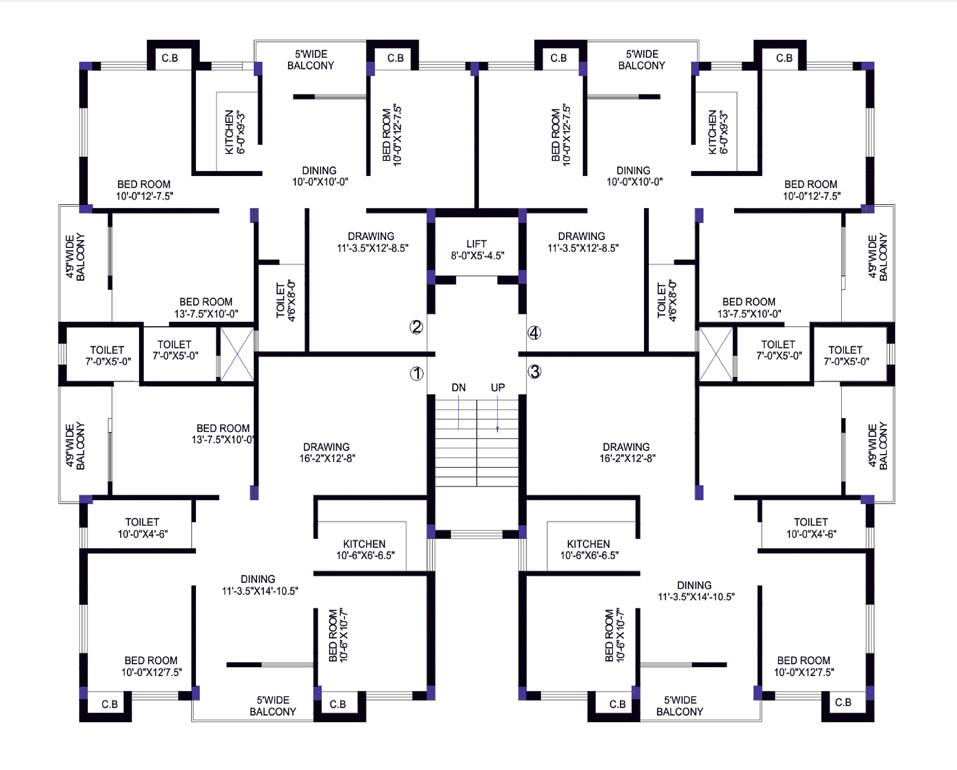 C.B
5'WIDE
BALCONY
C.B
C.B
5'WIDE
BALCONY
C.B
KITCHEN
6'-0"x9'-3"
BED ROOM
10'-0"X12'-7.5"
BED ROOM
10'-0"X12'-7.5"
KITCHEN
6'-0"x9'-3"
DINING
10'-0"X10'-0"
DINING
10'-0"X10'-0"
BED ROOM
10'-0"12'-7.5"
BED ROOM
10'-0"12'-7.5"
4'9"WIDE
BALCONY
DRAWING
11'-3.5"X12'-8.5"
LIFT
8'-0"X5'-4.5"
DRAWING
11'-3.5"X12'-8.5"
4'9"WIDE
BALCONY
BED ROOM
13'-7.5"X10'-0"
TOILET
4'6"X8'-0"
TOILET
4'6"X8'-0"
BED ROOM
13'-7.5"X10'-0"
2
4
TOILET
7'-0"X5'-0"
TOILET
7'-0"X5'-0"
TOILET
7'-0"X5'-0"
TOILET
7'-0"X5'-0"
1
3
DN
UP
4'9"WIDE
BALCONY
BED ROOM
13'-7.5"X10'-0"
DRAWING
16'-2"X12'-8"
DRAWING
16'-2"X12'-8"
4'9"WIDE
BALCONY
TOILET
10'-0"X4'-6"
KITCHEN
10'-6"X6'-6.5"
KITCHEN
10'-6"X6'-6.5"
TOILET
10'-0"X4'-6"
DINING
11'-3.5"X14'-10.5"
DINING
11'-3.5"X14'-10.5"
BED ROOM
10'-6"X10'-7"
BED ROOM
10'-6"X10'-7"
BED ROOM
10'-0"X12'7.5"
BED ROOM
10'-0"X12'7.5"
C.B
5'WIDE
BALCONY
C.B
C.B
5'WIDE
BALCONY
C.B